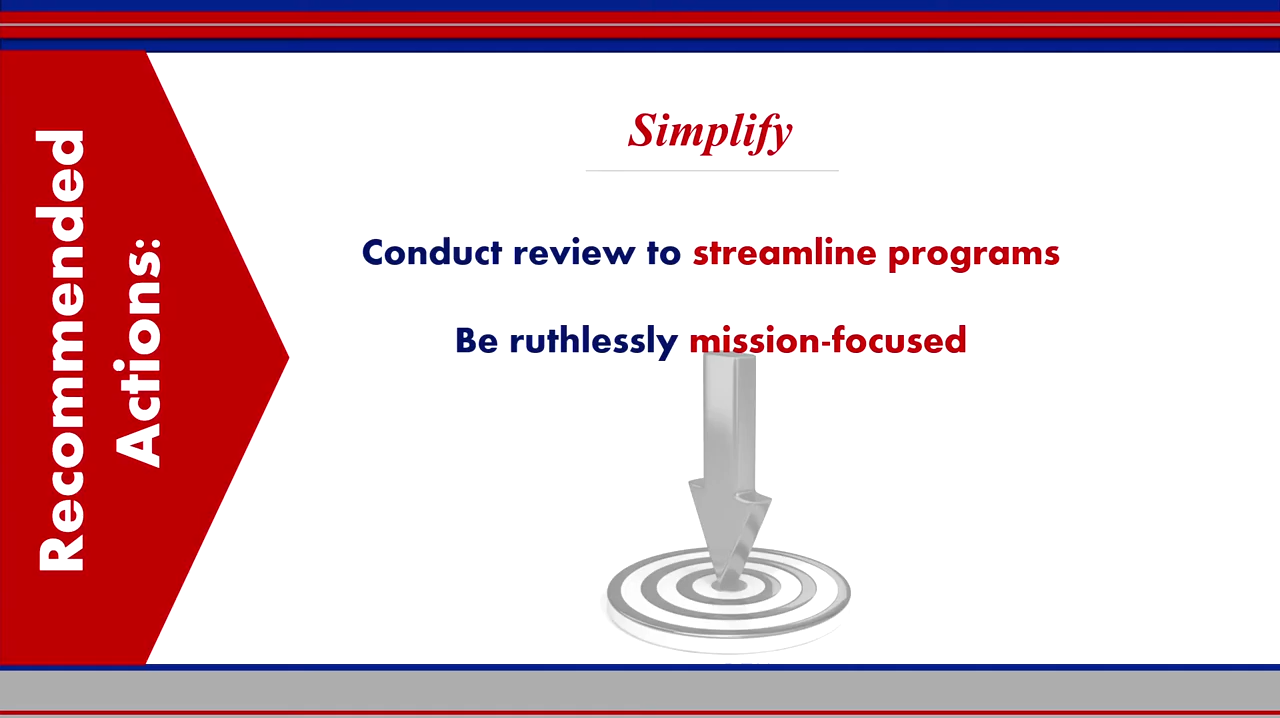 Recommended
Actions:
Simplify
Conduct review to streamline programs
Be ruthlessly mission-focused